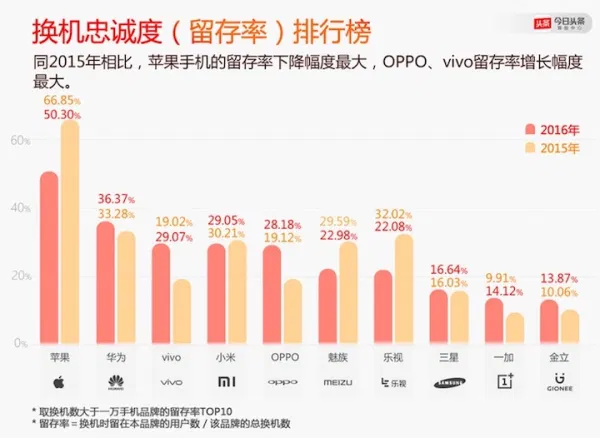 头条 今日头条
换机忠诚度（留存率）排行榜
同2015年相比，苹果手机的留存率下降幅度最大，OPPO、vivo留存率增长幅度
最大。
66.85%
50.30%
2016年
2015年
60%
40%
20%
0%
36.37%
33.28%
19.02%
29.07%
29.05%
30.21%
28.18%
19.12%
29.59%
22.98%
32.02%
22.08%
16.64%
16.03%
9.91%
14.12%
13.87%
10.06%
苹果 华为 vivo 小米 OPPO 魅族 乐视 三星 一加 金立
HUAWEI vivo MI oppo MEIZU 乐视 SAMSUNG 1+ GIONEE
* 取换机数大于一万手机品牌的留存率TOP10
* 留存率＝换机时留在本品牌的用户数 / 该品牌的总换机数